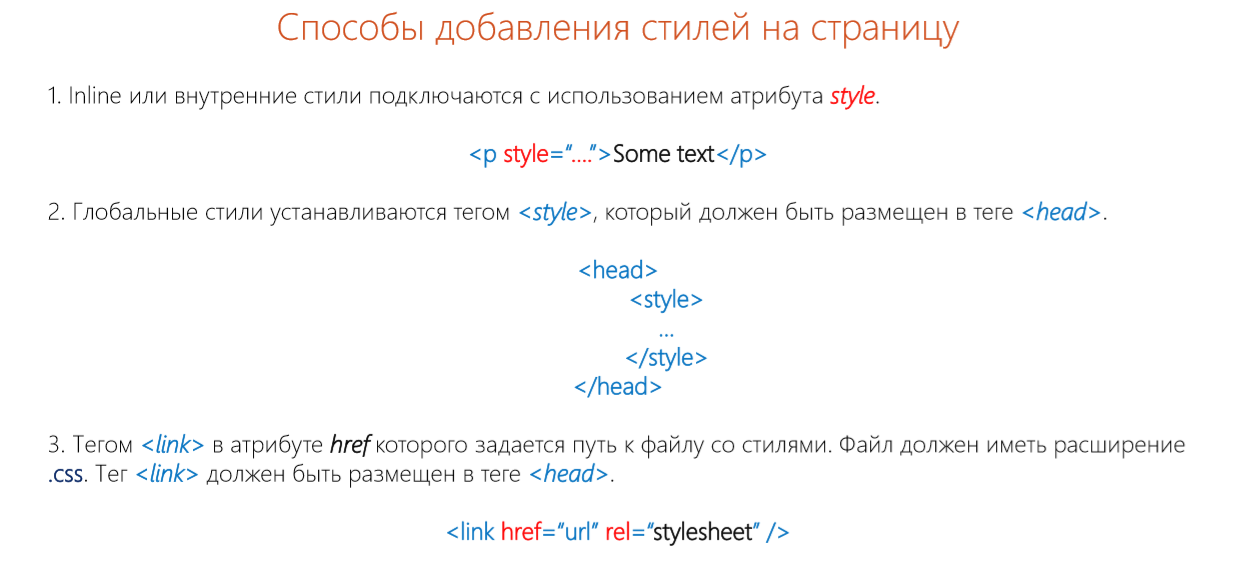 Способы добавления стилей на страницу
1. Inline или внутренние стили подключаются с использованием атрибута style.
<p style=“....”>Some text</p>
2. Глобальные стили устанавливаются тегом <style>, который должен быть размещен в теге <head>.
<head>
<style>
...
</style>
</head>
3. Тегом <link> в атрибуте href которого задается путь к файлу со стилями. Файл должен иметь расширение
.css. Тег <link> должен быть размещен в теге <head>.
<link href=“url” rel=“stylesheet” />